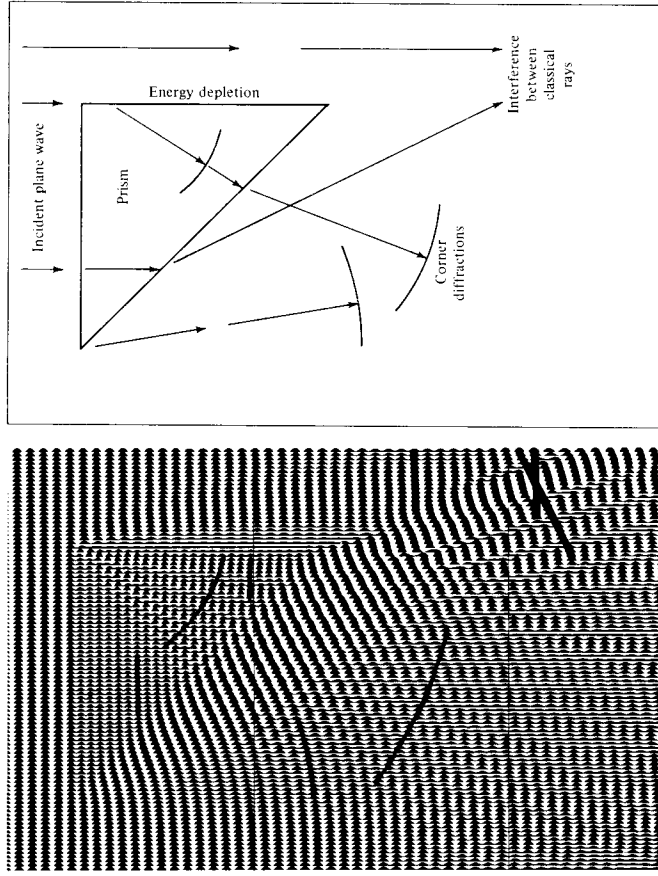 Energy depletion
Incident plane wave
Prism
Interference
between
classical
rays
Corner
diffractions